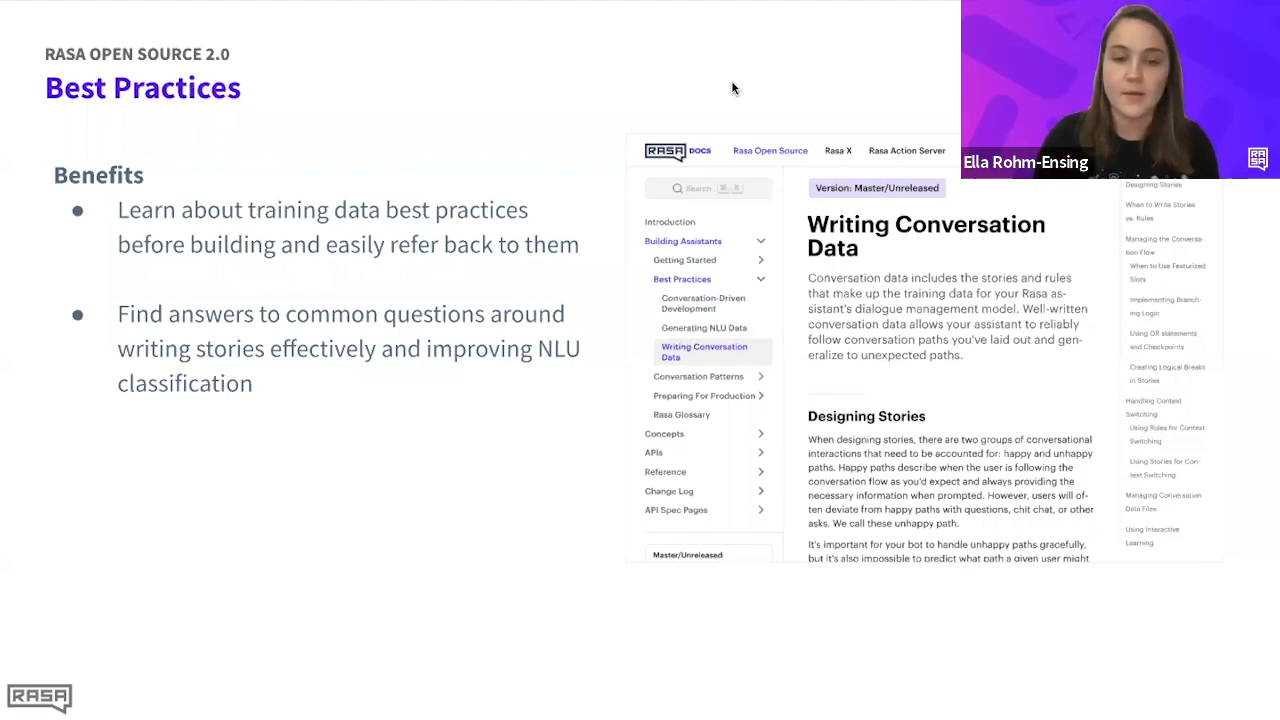 RASA OPEN SOURCE 2.0
Best Practices
Benefits
● Learn about training data best practices
before building and easily refer back to them
● Find answers to common questions around
writing stories effectively and improving NLU
classification
RASA DOCS
Rasa Open Source
Rasa X
Rasa Action Server
Search ⌘ K
Introduction
Building Assistants
Getting Started
Best Practices
Conversation-Driven
Development
Generating NLU Data
Writing Conversation
Data
Conversation Patterns
Preparing For Production
Rasa Glossary
Concepts
APIs
Reference
Change Log
API Spec Pages
Master/Unreleased
Version: Master/Unreleased
Writing Conversation
Data
Conversation data includes the stories and rules
that make up the training data for your Rasa as-
sistant's dialogue management model. Well-written
conversation data allows your assistant to reliably
follow conversation paths you've laid out and gen-
eralize to unexpected paths.
Designing Stories
When designing stories, there are two groups of conversational
interactions that need to be accounted for: happy and unhappy
paths. Happy paths describe when the user is following the
conversation flow as you'd expect and always providing the
necessary information when prompted. However, users will of-
ten deviate from happy paths with questions, chit chat, or other
asks. We call these unhappy path.
It's important for your bot to handle unhappy paths gracefully,
but it's also impossible to predict what path a given user might
Designing Stories
When to Write Stories
vs. Rules
Managing the Conversa-
tion Flow
When to Use Featurized
Slots
Implementing Branch-
ing Logic
Using OR statements
and Checkpoints
Creating Logical Breaks
in Stories
Handling Context
Switching
Using Rules for Context
Switching
Using Stories for Con-
text Switching
Managing Conversation
Data Files
Using Interactive
Learning
Ella Rohm-Ensing
RASA
RASA